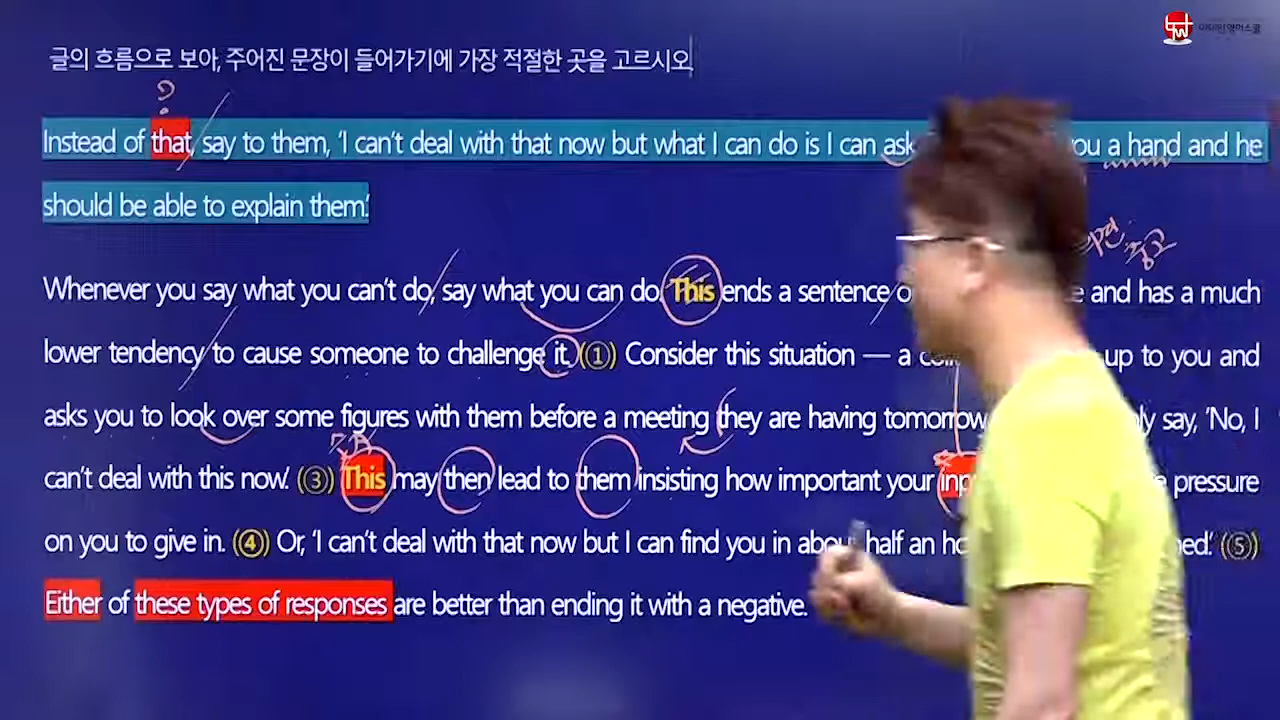 글의 흐름으로 보아, 주어진 문장이 들어가기에 가장 적절한 곳을 고르시오
?
Instead of that, say to them, ‘I can’t deal with that now but what I can do is I can ask you a hand and he
should be able to explain them.’
Whenever you say what you can’t do, say what you can do. This ends a sentence and has a much
lower tendency to cause someone to challenge it. (①) Consider this situation — a up to you and
asks you to look over some figures with them before a meeting they are having tomorrow say, ‘No, I
can’t deal with this now.’ (③) This may then lead to them insisting how important your pressure
on you to give in. (④) Or, ‘I can’t deal with that now but I can find you in about half an (⑤)
Either of these types of responses are better than ending it with a negative.